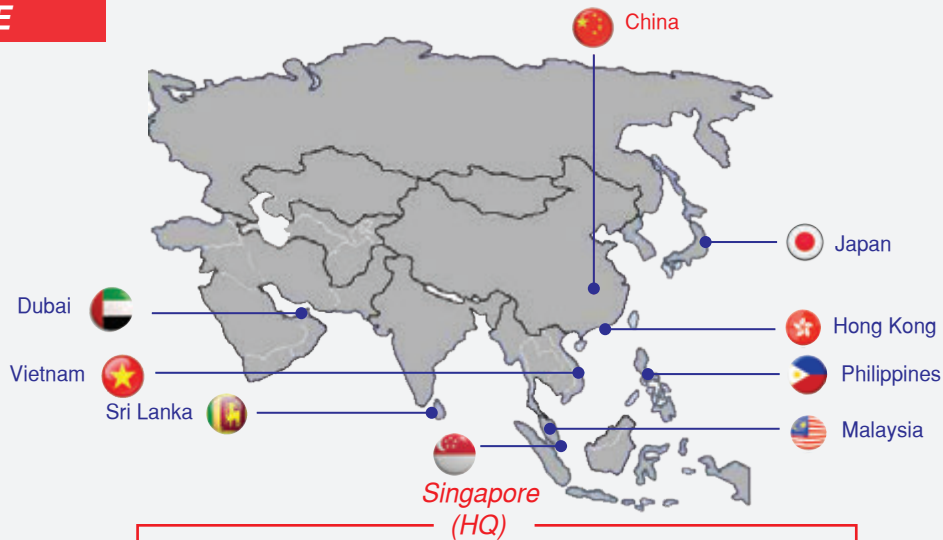 E
China
Japan
Dubai
Hong Kong
Vietnam
Philippines
Sri Lanka
Malaysia
Singapore
(HQ)